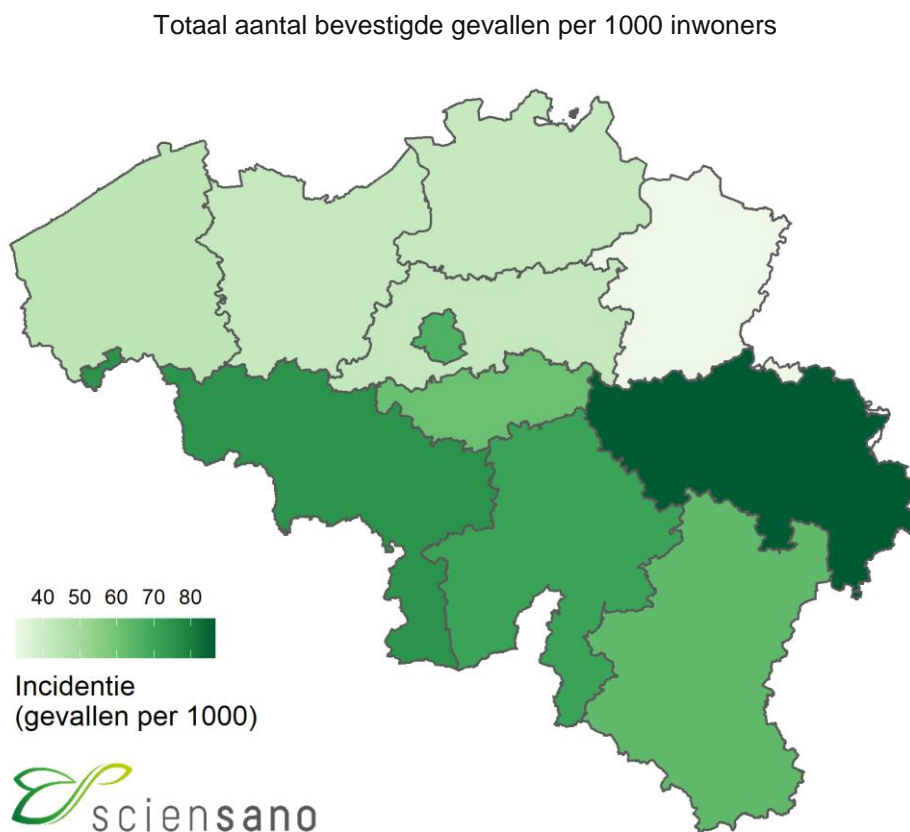 Totaal aantal bevestigde gevallen per 1000 inwoners
40 50 60 70 80
Incidentie
(gevallen per 1000)
sciensano